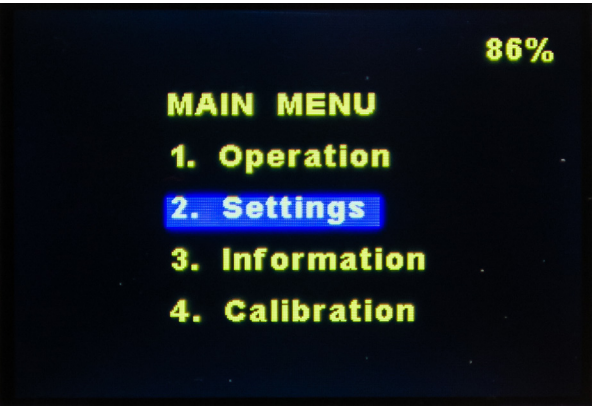 86%
MAIN MENU
1. Operation
2. Settings
3. Information
4. Calibration